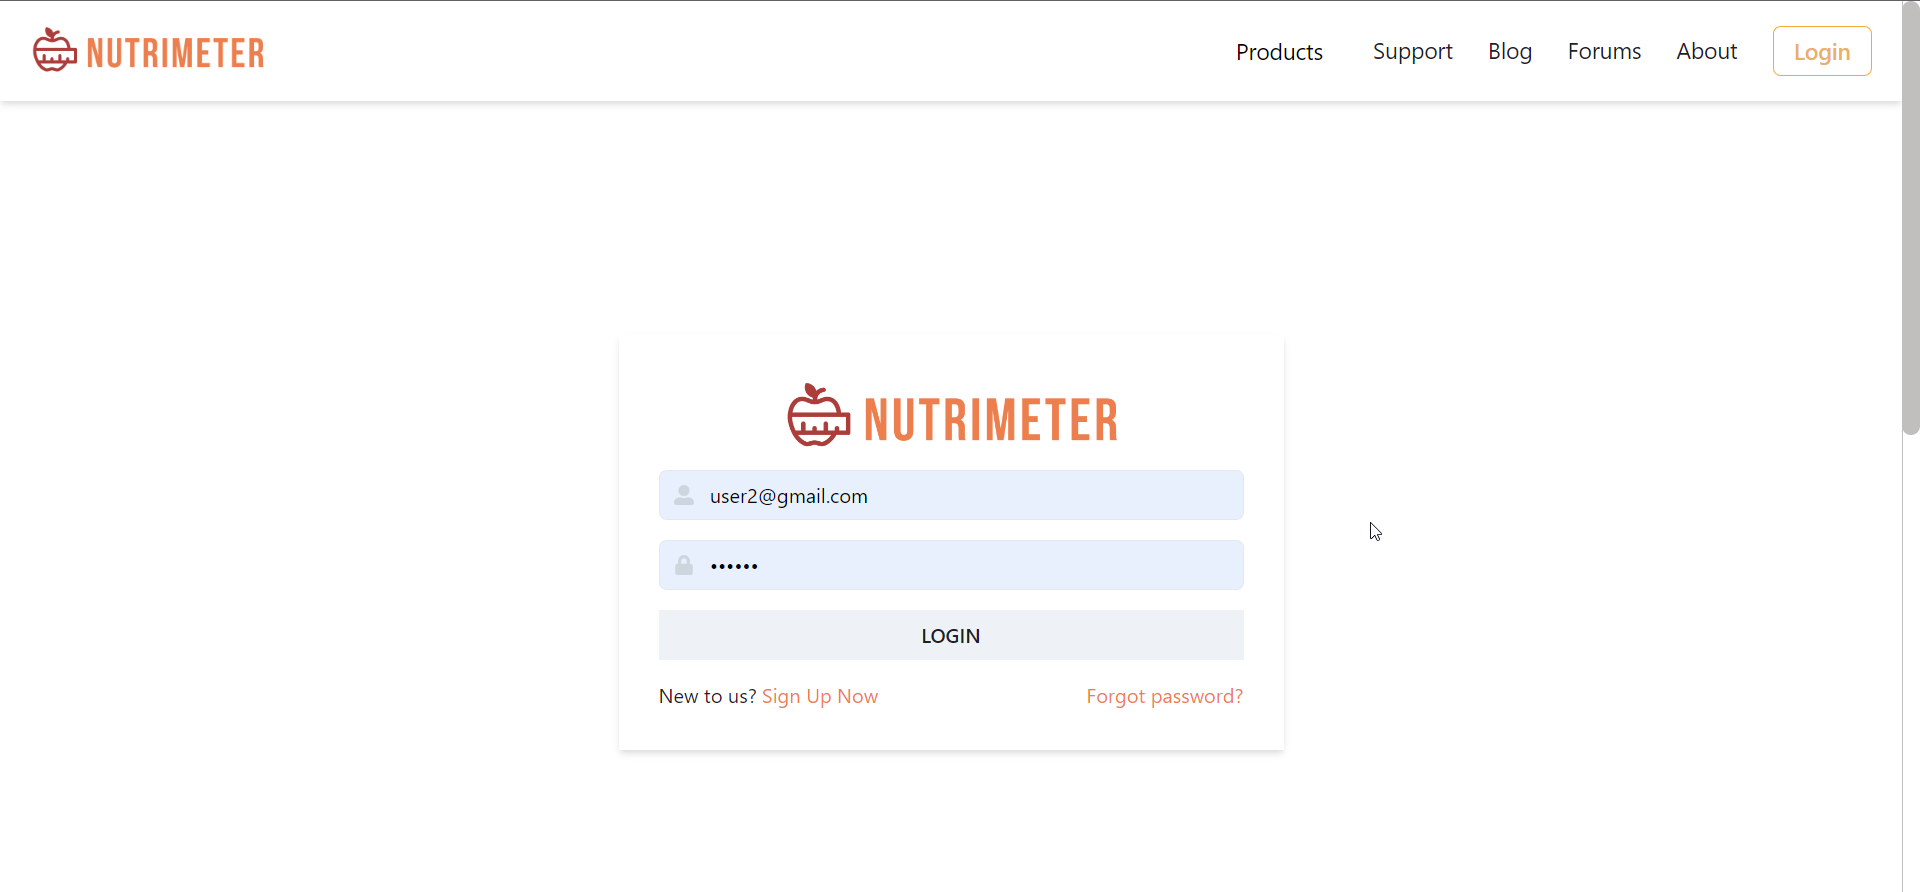 NUTRIMETER
Products Support Blog Forums About Login
NUTRIMETER
user2@gmail.com
••••••
LOGIN
New to us? Sign Up Now Forgot password?